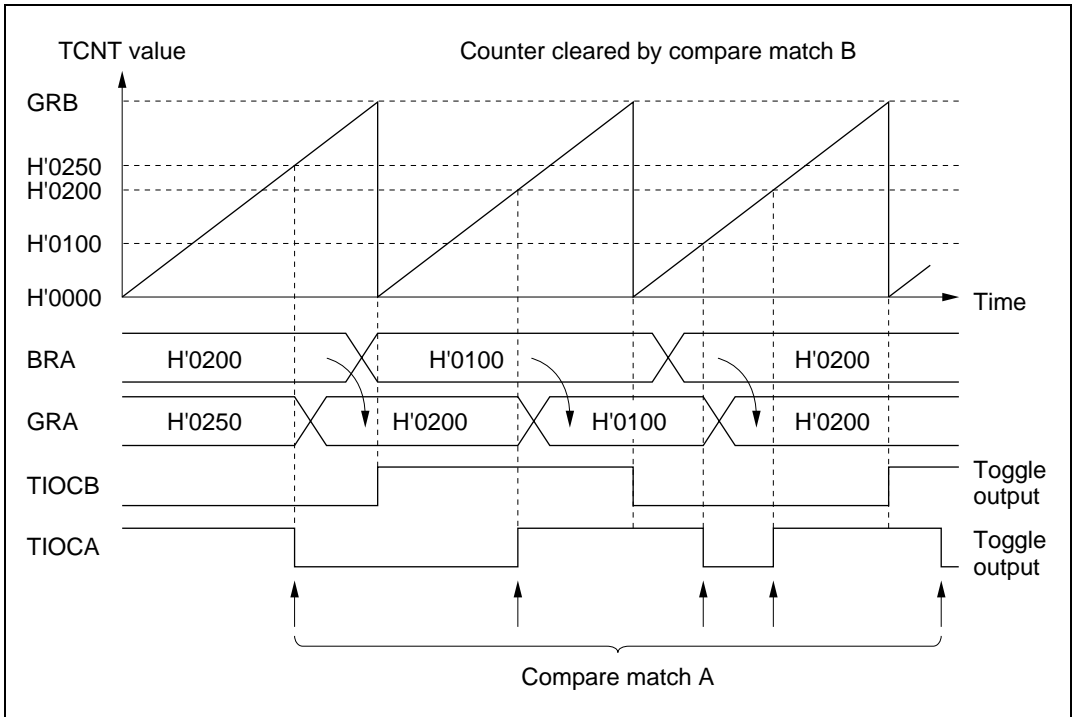 TCNT value
Counter cleared by compare match B
GRB
H'0250
H'0200
H'0100
H'0000
Time
BRA
H'0200
H'0100
H'0200
GRA
H'0250
H'0200
H'0100
H'0200
TIOCB
Toggle
output
TIOCA
Toggle
output
Compare match A